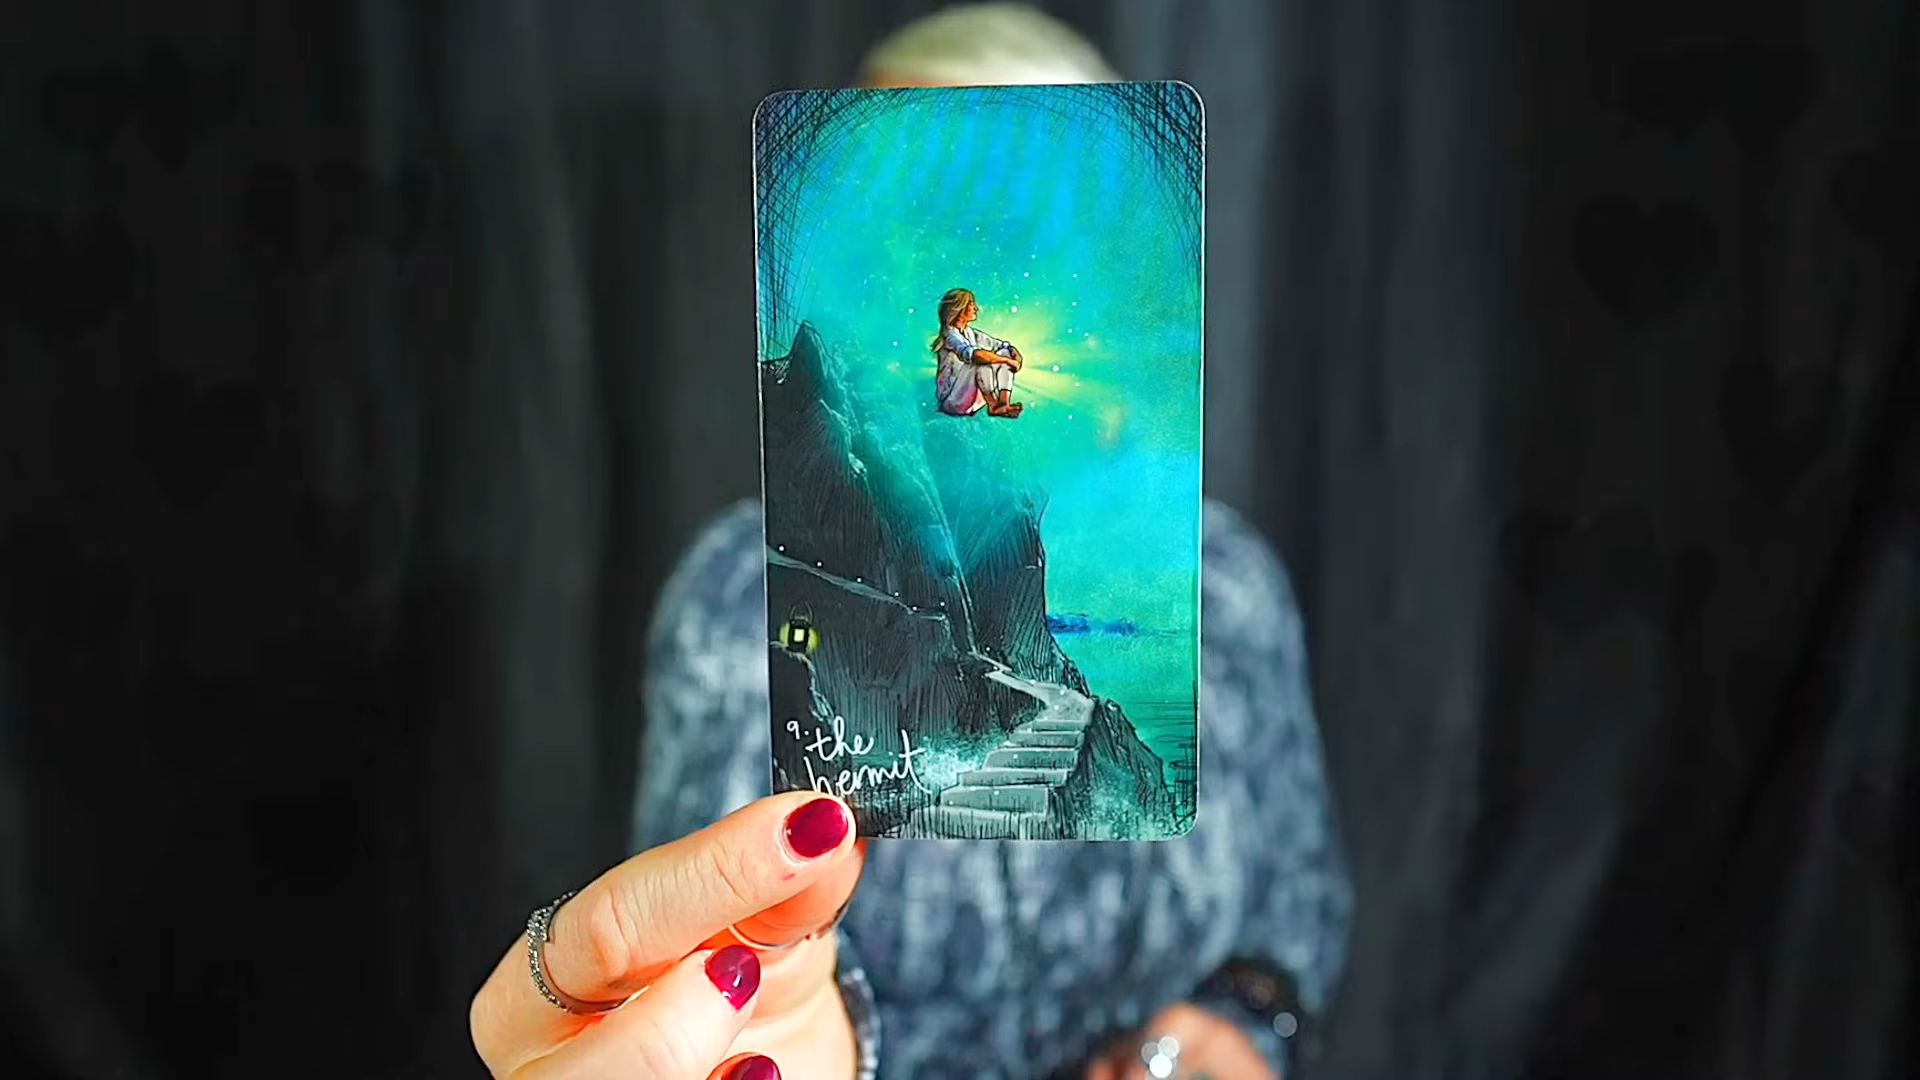 9. the
hermit